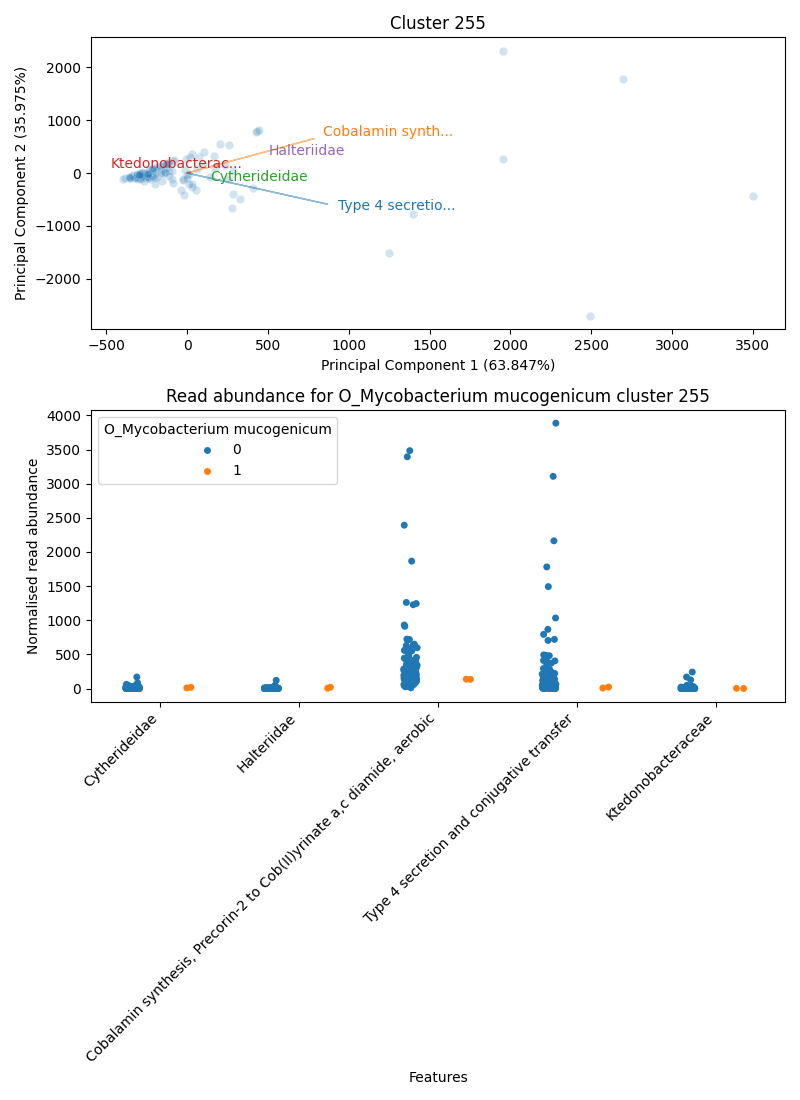 Cluster 255
Principal Component 2 (35.975%)
2000
1000
0
−1000
−2000
Cobalamin synth...
Halteriidae
Ktedonobacterac...
Cytherideidae
Type 4 secretio...
−500
0
500
1000
1500
2000
2500
3000
3500
Principal Component 1 (63.847%)
Read abundance for O_Mycobacterium mucogenicum cluster 255
Normalised read abundance
4000
3500
3000
2500
2000
1500
1000
500
0
O_Mycobacterium mucogenicum
0
1
Cytherideidae
Halteriidae
Cobalamin synthesis, Precorin-2 to Cob(II)yrinate a,c diamide, aerobic
Type 4 secretion and conjugative transfer
Ktedonobacteraceae
Features